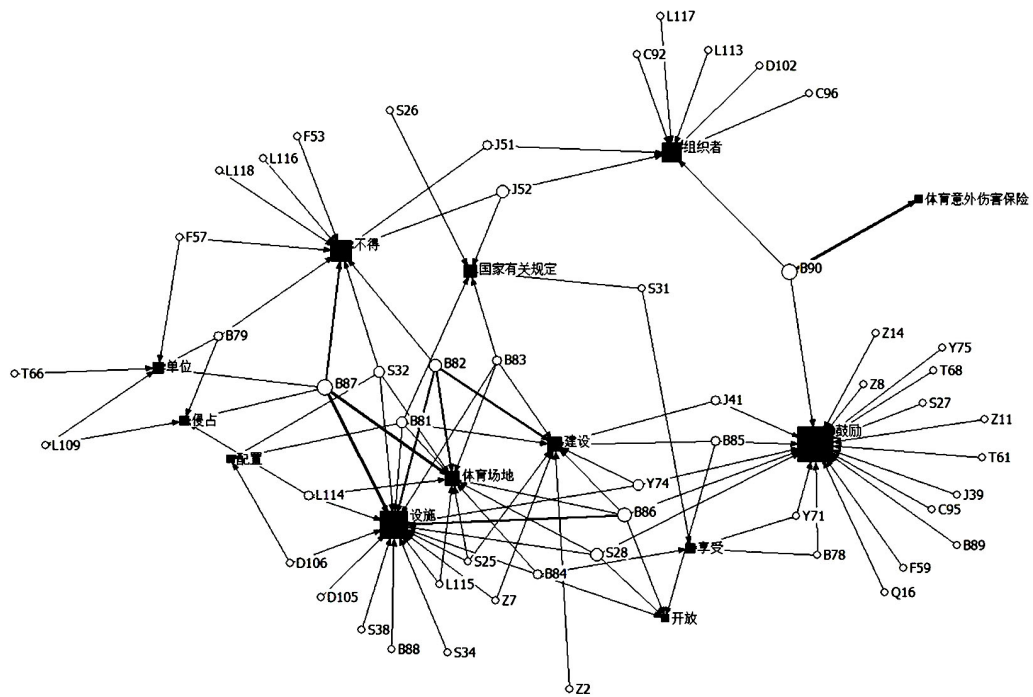 L117
C92
L113
D102
C96
S26
F53
J51
组织者
L116
L118
J52
体育意外伤害保险
F57
不得
国家有关规定
B90
S31
B79
Z14
Y75
T66
单位
S32
B82
B83
T68
B87
Z8
J41
S27
侵占
B81
Z11
L109
建设
B85
鼓励
配置
T61
体育场地
Y74
L114
J39
设施
B86
Y71
C95
享受
B89
D106
S25
S28
B78
B84
F59
L115
D105
Z7
Q16
开放
S38
B88
S34
Z2